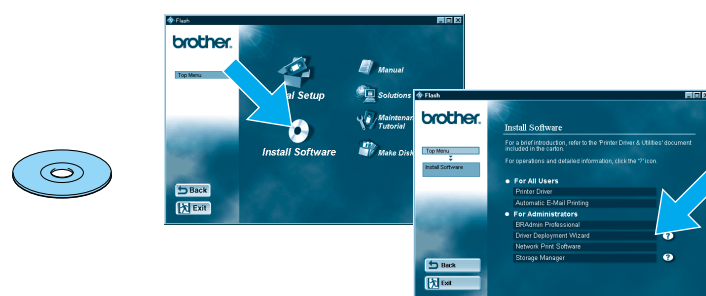 Flash
brother.
Top Menu
Manual
Initial Setup
Solutions
Tutorial
Install Software
Make Disk
Back
Exit
Flash
brother.
Install Software
For a brief introduction, refer to the 'Printer Driver & Utilities' document
included in the carton.
Top Menu
For operations and detailed information, click the '?' icon.
Install Software
For All Users
Printer Driver
Automatic E-Mail Printing
For Administrators
BRAdmin Professional
Driver Deployment Wizard ?
Network Print Software
Storage Manager ?
Back
Exit